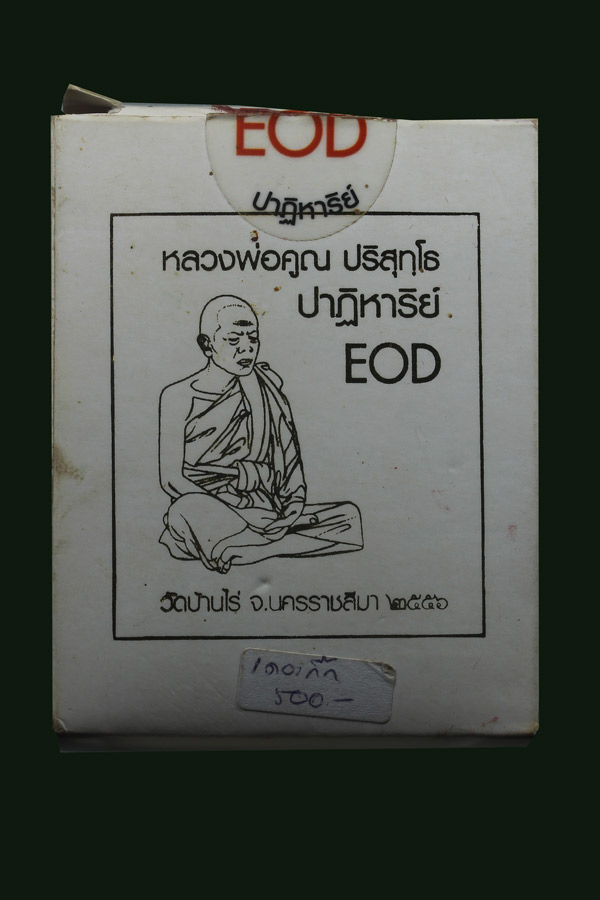 EOD
ปาฏิหาริย์
หลวงพ่อคูณ ปริสุทฺโธ
ปาฏิหาริย์
EOD
วัดบ้านไร่ จ.นครราชสีมา ๒๕๕๖
500.-